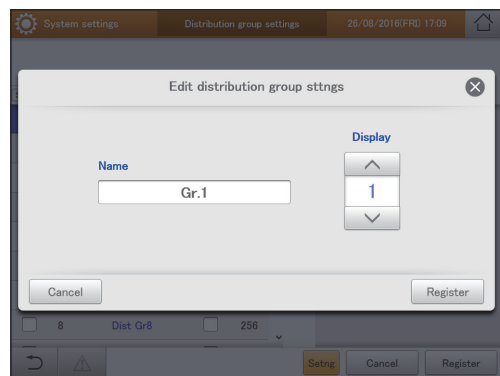 System settings
Distribution group settings
26/08/2016(FRI) 17:09
Edit distribution group sttngs
Display
Name
Gr.1
1
Cancel
Register
8
Dist Gr8
256
Setng
Cancel
Register